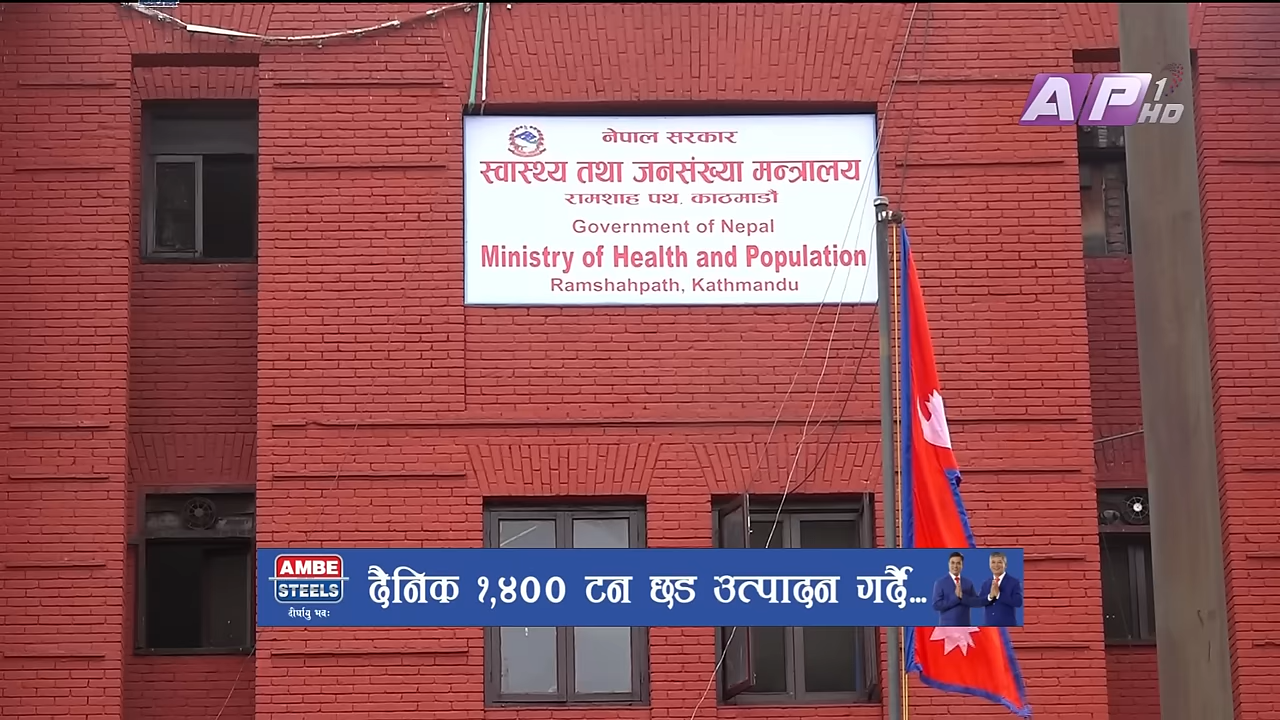 AP1
HD
नेपाल सरकार
स्वास्थ्य तथा जनसंख्या मन्त्रालय
रामशाह पथ, काठमाडौं
Government of Nepal
Ministry of Health and Population
Ramshahpath, Kathmandu
AMBE
STEELS
दीर्घायु भवः
दैनिक १,४०० टन छड उत्पादन गर्दै...